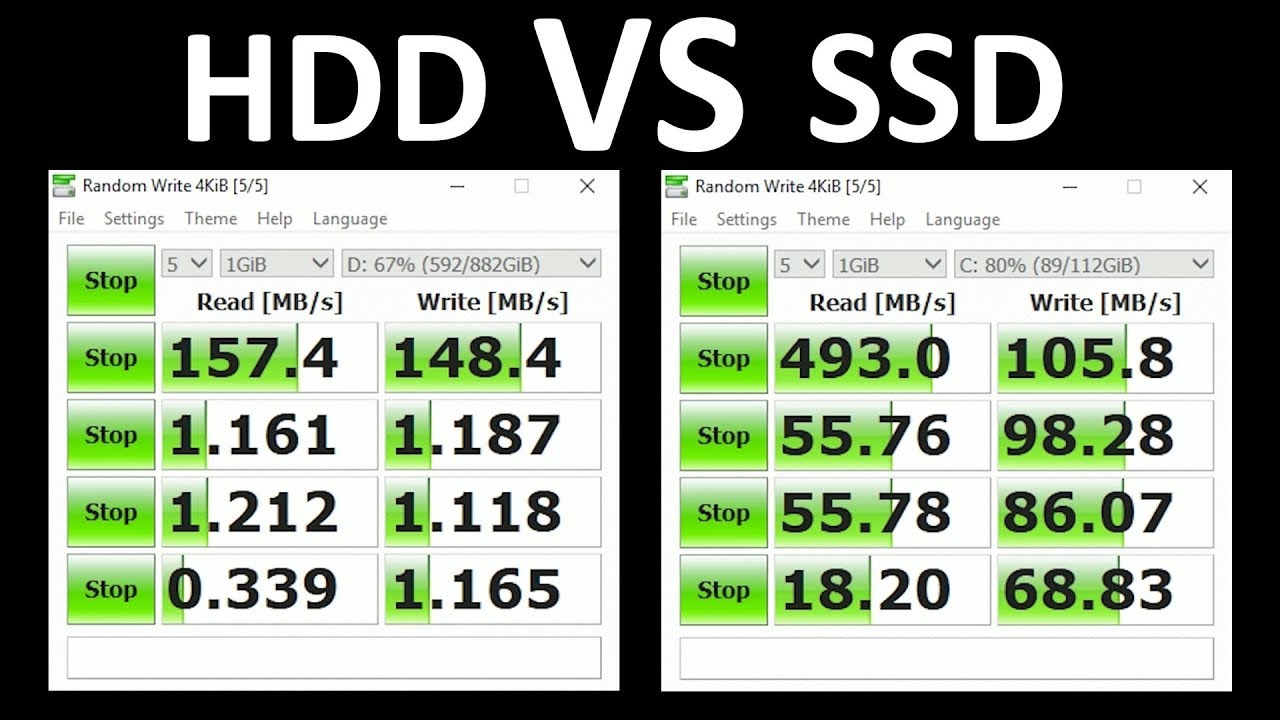 HDD VS SSD
Random Write 4KiB [5/5]
File Settings Theme Help Language
Stop 5 1GiB D: 67% (592/882GiB)
Read [MB/s] Write [MB/s]
Stop 157.4 148.4
Stop 1.161 1.187
Stop 1.212 1.118
Stop 0.339 1.165
Random Write 4KiB [5/5]
File Settings Theme Help Language
Stop 5 1GiB C: 80% (89/112GiB)
Read [MB/s] Write [MB/s]
Stop 493.0 105.8
Stop 55.76 98.28
Stop 55.78 86.07
Stop 18.20 68.83